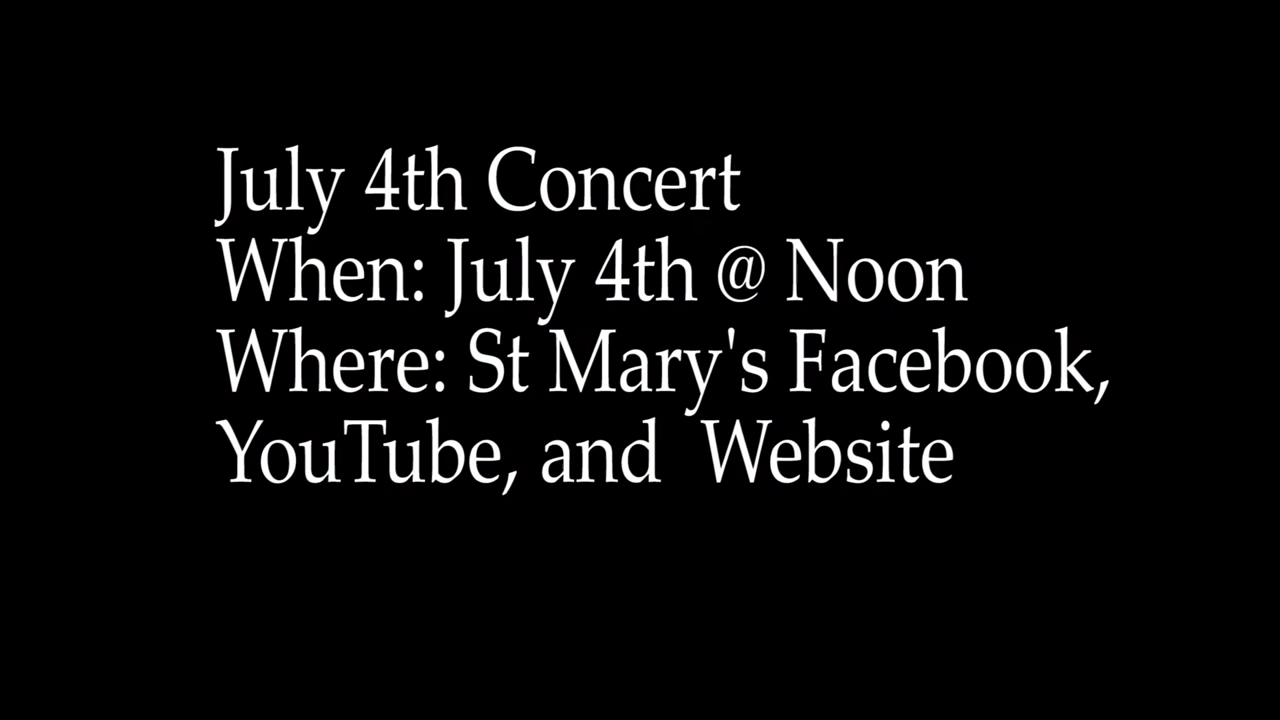 July 4th Concert
When: July 4th @ Noon
Where: St Mary's Facebook,
YouTube, and  Website